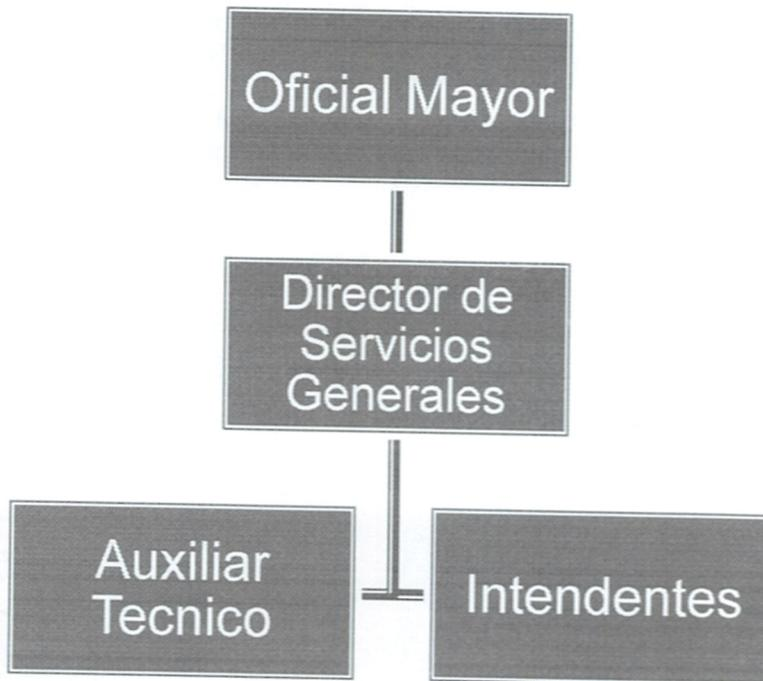 Oficial Mayor
Director de
Servicios
Generales
Auxiliar
Tecnico
Intendentes